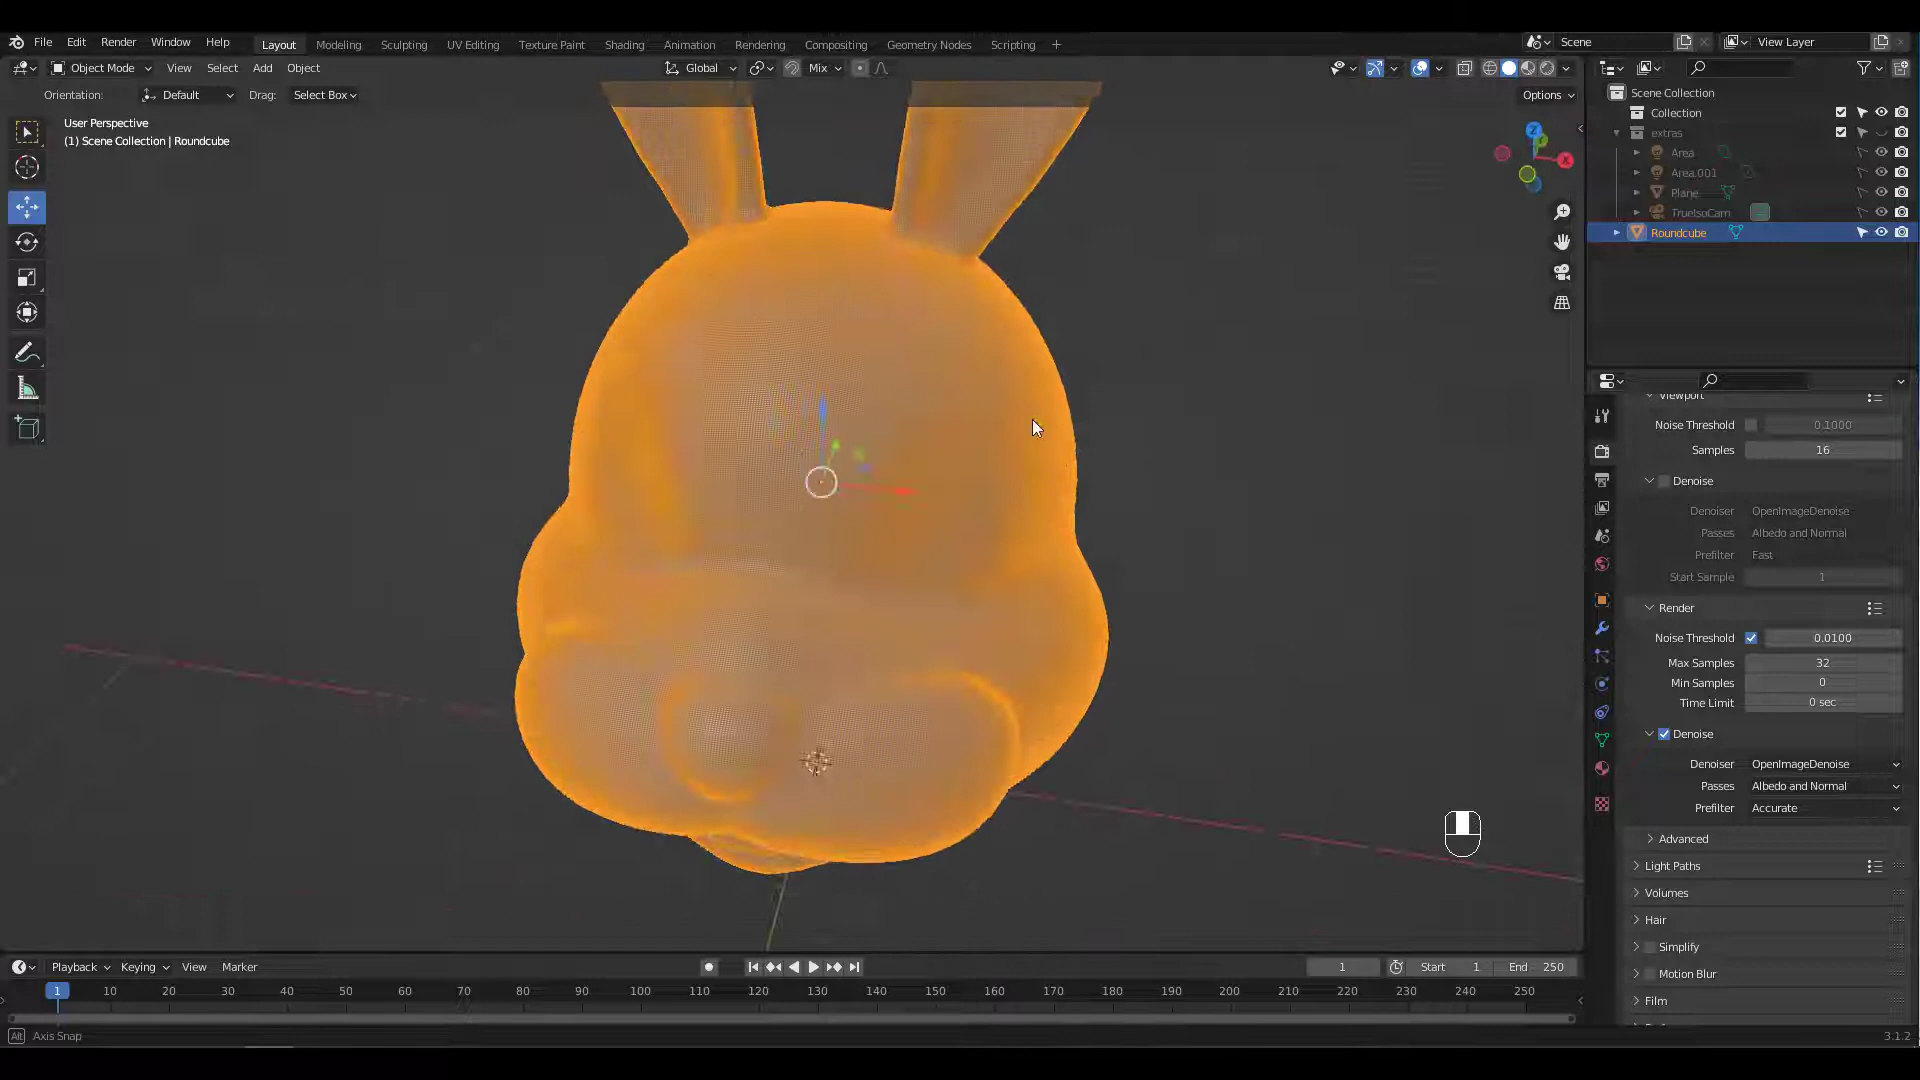 File Edit Render Window Help
Layout Modeling Sculpting UV Editing Texture Paint Shading Animation Rendering Compositing Geometry Nodes Scripting +
Scene
View Layer
Object Mode View Select Add Object
Global
Mix
Orientation: Default Drag: Select Box
Options
User Perspective
(1) Scene Collection | Roundcube
Z
X
Scene Collection
Collection
extras
Area
Area.001
Plane
TrueIsoCam
Roundcube
Viewport
Noise Threshold 0.1000
Samples 16
Denoise
Denoiser OpenImageDenoise
Passes Albedo and Normal
Prefilter Fast
Start Sample 1
Render
Noise Threshold 0.0100
Max Samples 32
Min Samples 0
Time Limit 0 sec
Denoise
Denoiser OpenImageDenoise
Passes Albedo and Normal
Prefilter Accurate
Advanced
Light Paths
Volumes
Hair
Simplify
Motion Blur
Film
Playback Keying View Marker
1 Start 1 End 250
1 10 20 30 40 50 60 70 80 90 100 110 120 130 140 150 160 170 180 190 200 210 220 230 240 250
Alt Axis Snap
3.1.2